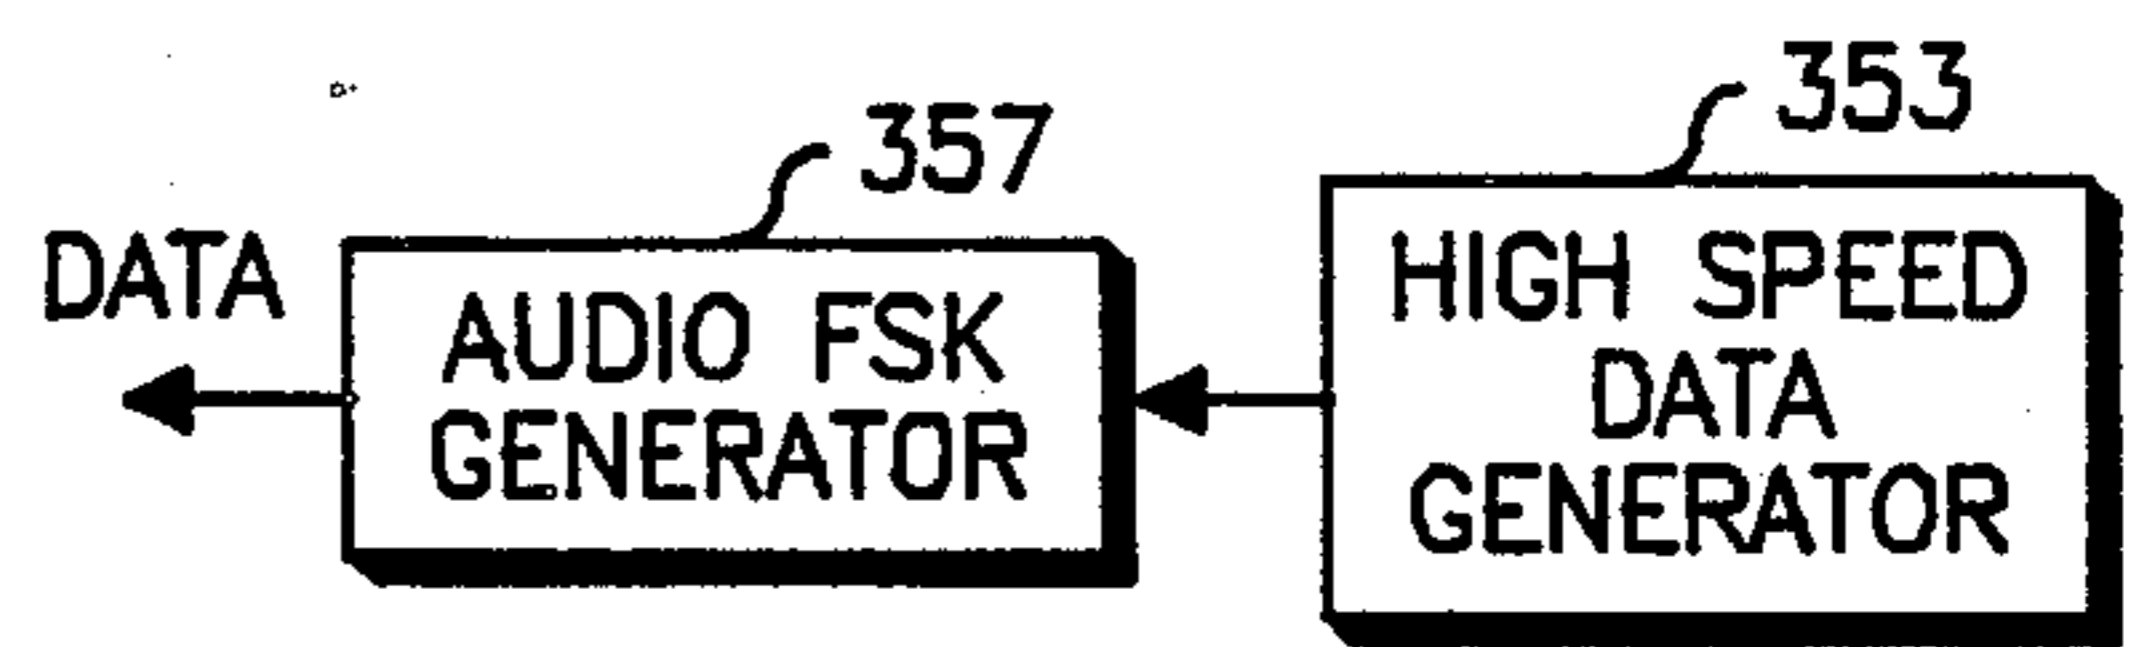 353
357
DATA
AUDIO FSK
GENERATOR
HIGH SPEED
DATA
GENERATOR